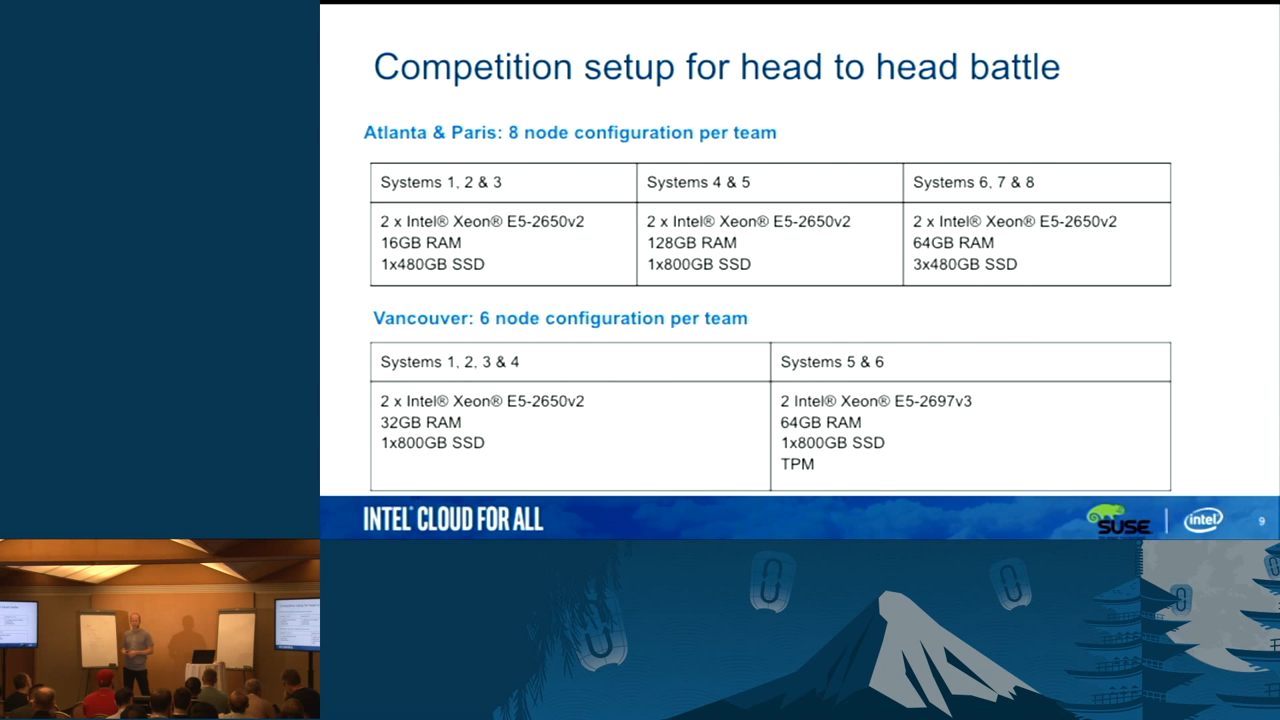 Competition setup for head to head battle
Atlanta & Paris: 8 node configuration per team
Systems 1, 2 & 3
Systems 4 & 5
Systems 6, 7 & 8
2 x Intel® Xeon® E5-2650v2
16GB RAM
1x480GB SSD
2 x Intel® Xeon® E5-2650v2
128GB RAM
1x800GB SSD
2 x Intel® Xeon® E5-2650v2
64GB RAM
3x480GB SSD
Vancouver: 6 node configuration per team
Systems 1, 2, 3 & 4
Systems 5 & 6
2 x Intel® Xeon® E5-2650v2
32GB RAM
1x800GB SSD
2 Intel® Xeon® E5-2697v3
64GB RAM
1x800GB SSD
TPM
INTEL® CLOUD FOR ALL
SUSE
intel
9